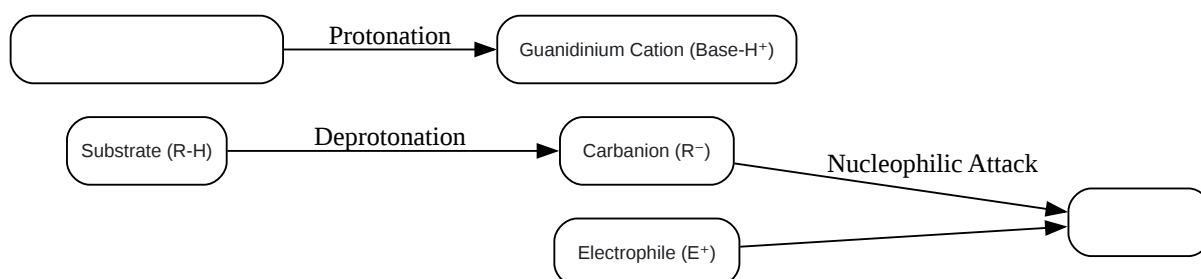 Protonation
Guanidinium Cation (Base-H⁺)
Substrate (R-H)
Deprotonation
Carbanion (R⁻)
Nucleophilic Attack
Electrophile (E⁺)